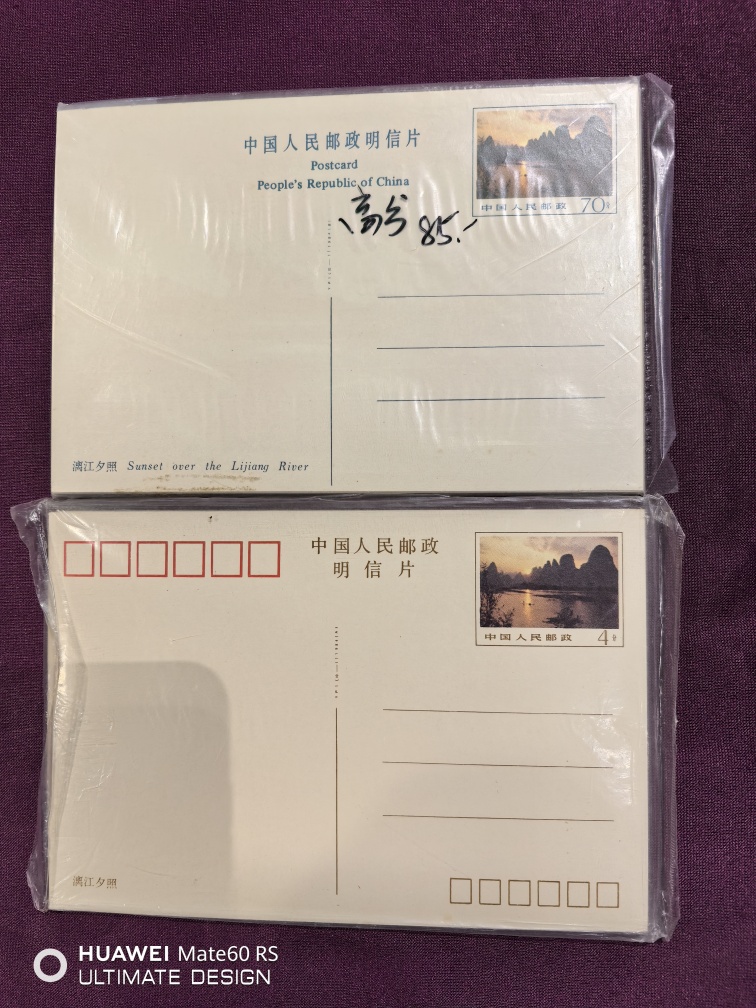 中国人民邮政明信片
Postcard
People's Republic of China
中国人民邮政 70分
高分 85.-
漓江夕照 Sunset over the Lijiang River
中国人民邮政
明信片
中国人民邮政 4分
漓江夕照
HUAWEI Mate60 RS
ULTIMATE DESIGN